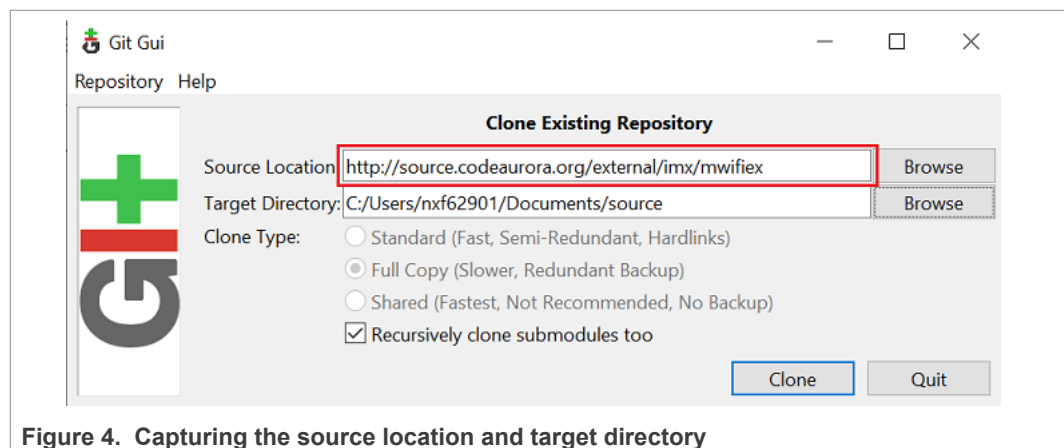 Git Gui
Repository Help
GIT
Clone Existing Repository
Source Location http://source.codeaurora.org/external/imx/mwifiex Browse
Target Directory: C:/Users/nxf62901/Documents/source Browse
Clone Type: Standard (Fast, Semi-Redundant, Hardlinks)
Full Copy (Slower, Redundant Backup)
Shared (Fastest, Not Recommended, No Backup)
Recursively clone submodules too
Clone Quit
Figure 4. Capturing the source location and target directory